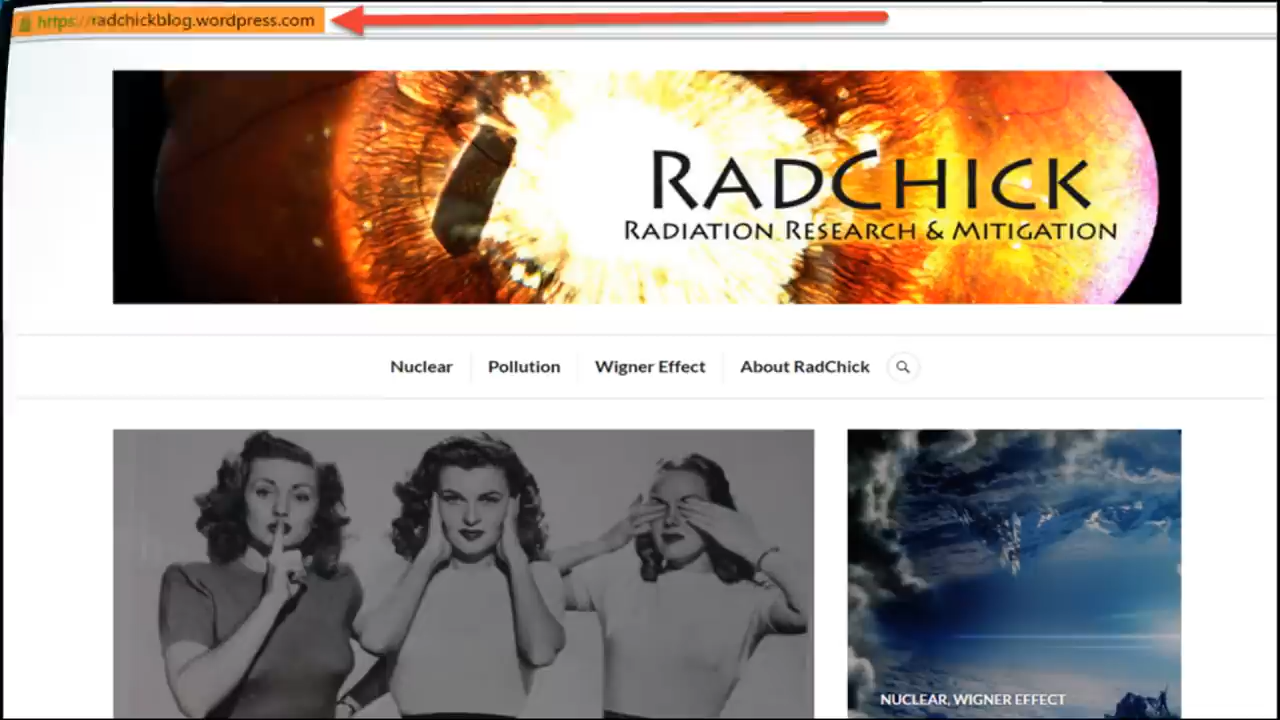 https://radchickblog.wordpress.com
RADCHICK
RADIATION RESEARCH & MITIGATION
Nuclear
Pollution
Wigner Effect
About RadChick
NUCLEAR, WIGNER EFFECT